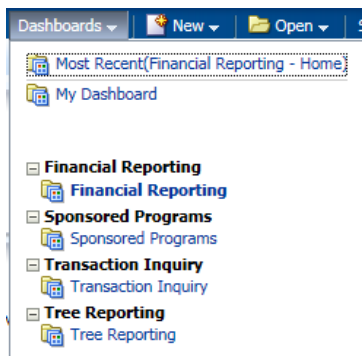 Dashboards New Open
Most Recent(Financial Reporting - Home)
My Dashboard
Financial Reporting
Financial Reporting
Sponsored Programs
Sponsored Programs
Transaction Inquiry
Transaction Inquiry
Tree Reporting
Tree Reporting